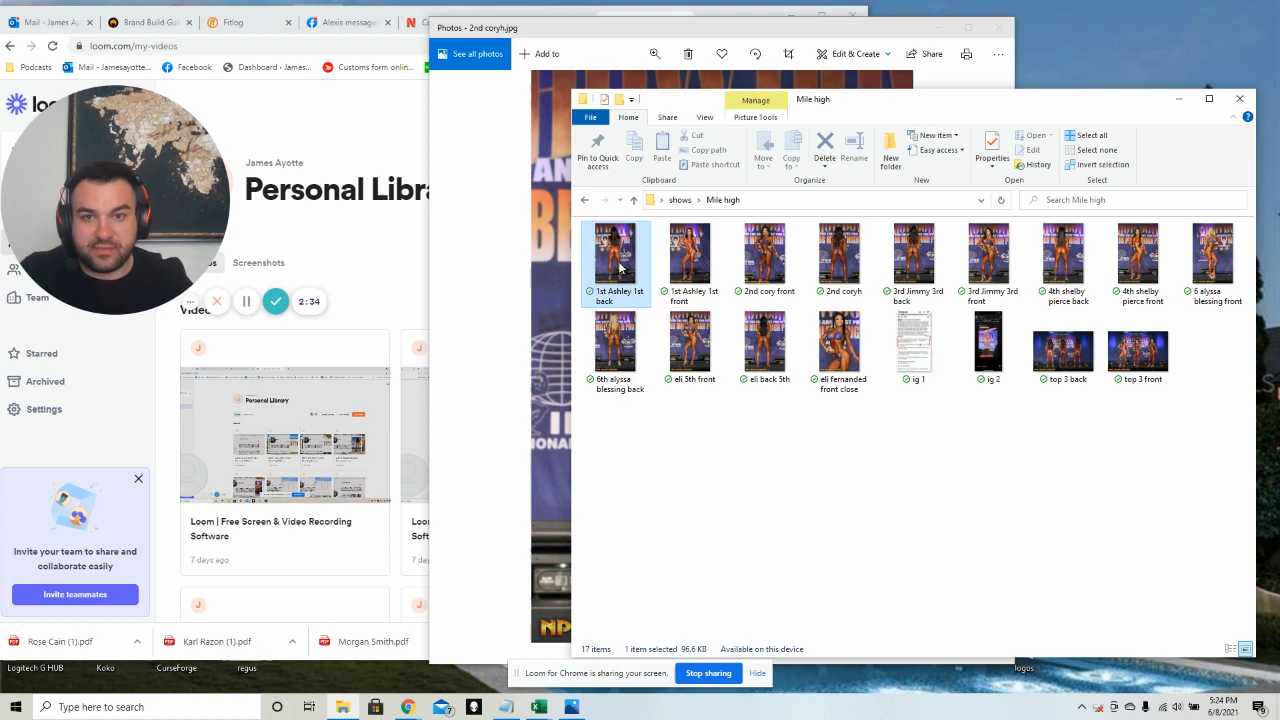 Mail - James Ay...
Brand Build Gui
Fitlog
Alexis message
Photos - 2nd coryh.jpg
loom.com/my-videos
See all photos
Add to
Edit & Create
Share
Podcasts
Mail - Jamesayotte...
Facebook
Dashboard - James...
Customs form onlin...
Manage
Mile high
File
Home
Share
View
Picture Tools
Pin to Quick access
Copy
Paste
Cut
Copy path
Paste shortcut
Clipboard
Move to
Copy to
Delete
Rename
Organize
New folder
New item
Easy access
New
Properties
Open
Edit
History
Open
Select all
Select none
Invert selection
Select
James Ayotte
Personal Libra
shows
Mile high
Search Mile high
Screenshots
Team
2:34
Video
Starred
Archived
Settings
1st Ashley 1st back
1st Ashley 1st front
2nd cory front
2nd coryh
3rd Jimmy 3rd back
3rd Jimmy 3rd front
4th shelby pierce back
4th shelby pierce front
6 alyssa blessing front
6th alyssa blessing back
eli 5th front
eli back 5th
eli fernanded front close
ig 1
ig 2
top 3 back
top 3 front
Loom | Free Screen & Video Recording Software
7 days ago
Invite your team to share and collaborate easily
Invite teammates
17 items
1 item selected 96.6 KB
Available on this device
Rose Cain (1).pdf
Karl Razon (1).pdf
Morgan Smith.pdf
NP
Logitech G HUB
Koko
CurseForge
regus
Loom for Chrome is sharing your screen.
Stop sharing
Hide
logos
Type here to search
5:24 PM
6/8/2021